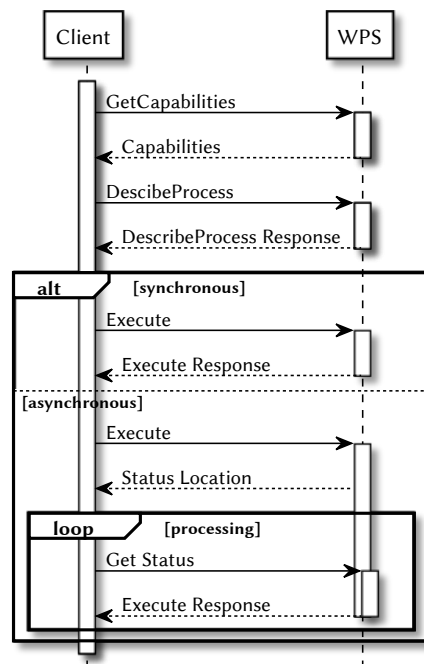 Client WPS
GetCapabilities
Capabilities
DescibeProcess
DescribeProcess Response
alt [synchronous]
Execute
Execute Response
[asynchronous]
Execute
Status Location
loop [processing]
Get Status
Execute Response